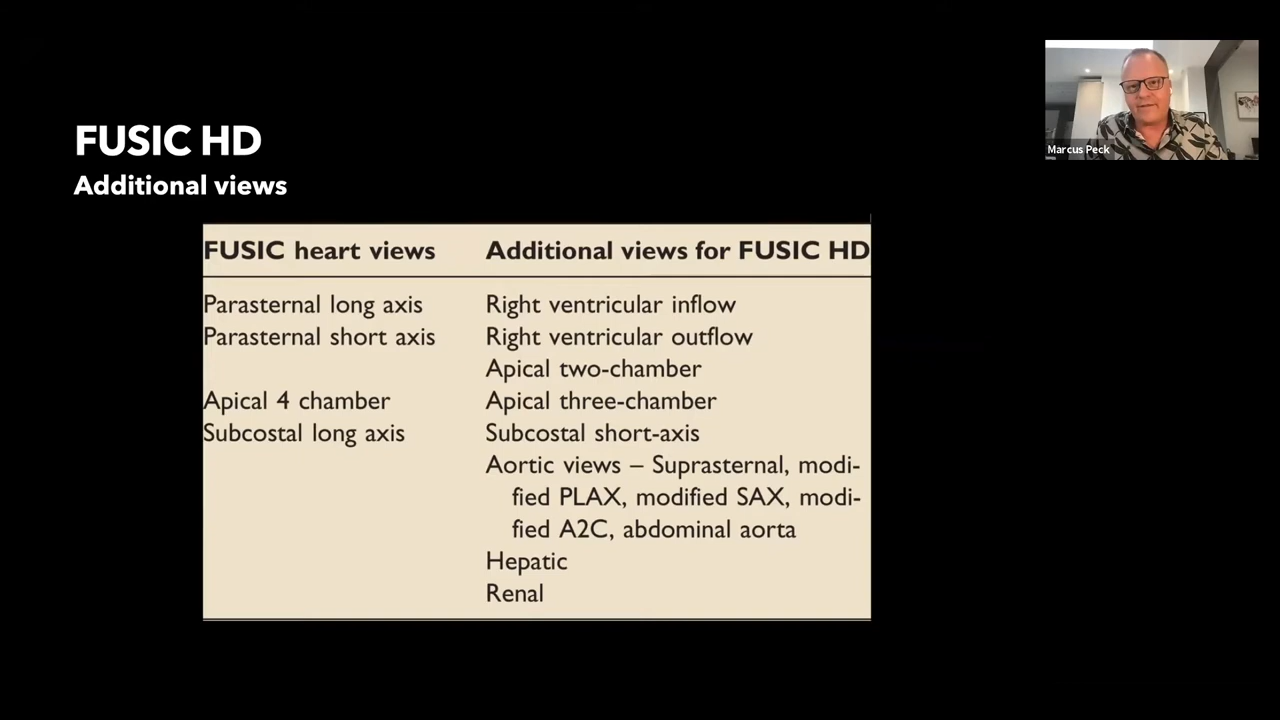 FUSIC HD
Additional views
Marcus Peck
FUSIC heart views Additional views for FUSIC HD
Parasternal long axis Right ventricular inflow
Parasternal short axis Right ventricular outflow
Apical two-chamber
Apical 4 chamber Apical three-chamber
Subcostal long axis Subcostal short-axis
Aortic views – Suprasternal, modi-
fied PLAX, modified SAX, modi-
fied A2C, abdominal aorta
Hepatic
Renal